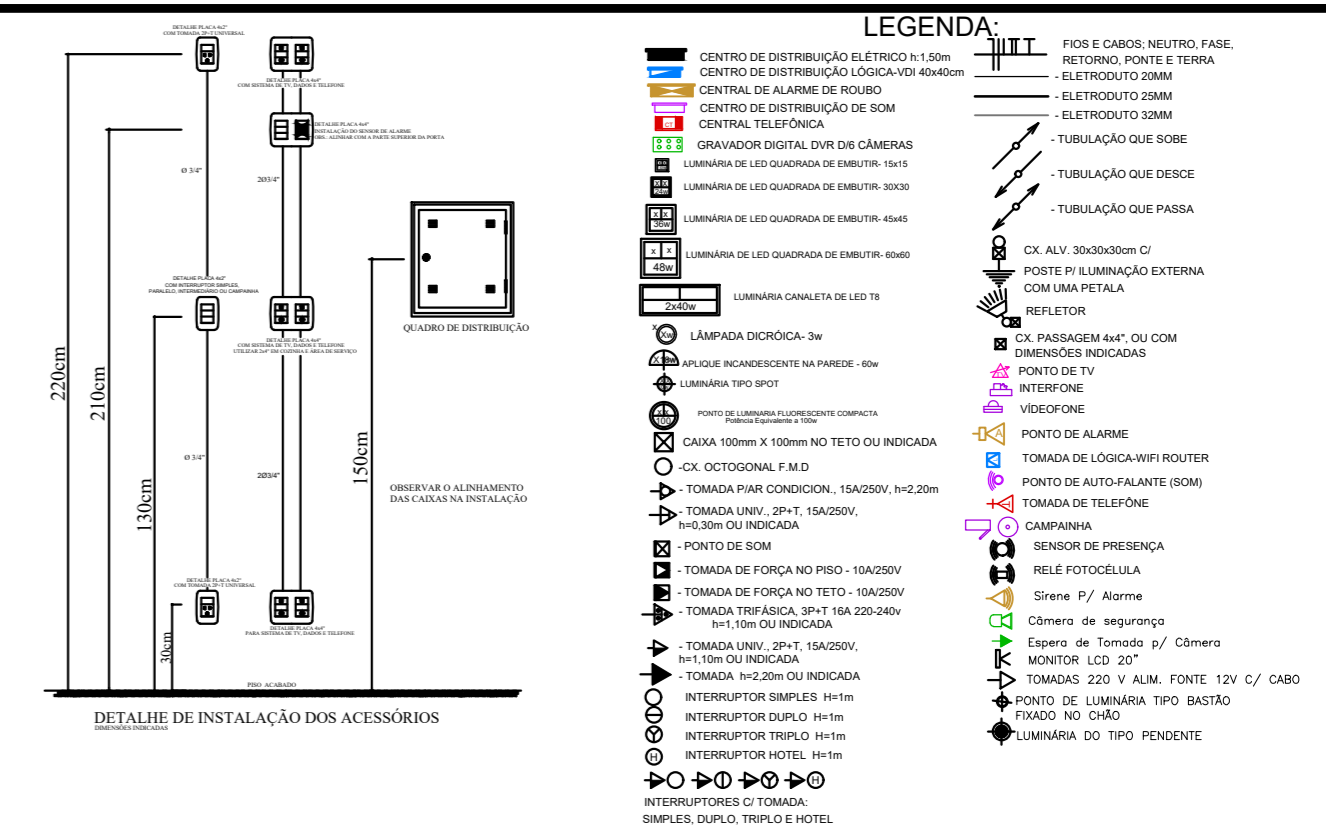 DETALHE PLACA 4x2"
COM TOMADA 2P+T UNIVERSAL
DETALHE PLACA 4x4"
COM SISTEMA DE TV, DADOS E TELEFONE
DETALHE PLACA 4x4"
INSTALAÇÃO DO SENSOR DE ALARME
OBS.: ALINHAR COM A PARTE SUPERIOR DA PORTA
Ø 3/4"
2Ø3/4"
DETALHE PLACA 4x2"
COM INTERRUPTOR SIMPLES,
PARALELO, INTERMEDIÁRIO OU CAMPAINHA
DETALHE PLACA 4x4"
COM SISTEMA DE TV, DADOS E TELEFONE
UTILIZAR 2x4" EM COZINHA E ÁREA DE SERVIÇO
QUADRO DE DISTRIBUIÇÃO
220cm
210cm
130cm
150cm
30cm
Ø 3/4"
2Ø3/4"
OBSERVAR O ALINHAMENTO
DAS CAIXAS NA INSTALAÇÃO
DETALHE PLACA 4x2"
COM TOMADA 2P+T UNIVERSAL
DETALHE PLACA 4x4"
PARA SISTEMA DE TV, DADOS E TELEFONE
PISO ACABADO
DETALHE DE INSTALAÇÃO DOS ACESSÓRIOS
DIMENSÕES INDICADAS
LEGENDA:
CENTRO DE DISTRIBUIÇÃO ELÉTRICO h:1,50m
CENTRO DE DISTRIBUIÇÃO LÓGICA-VDI 40x40cm
CENTRAL DE ALARME DE ROUBO
CENTRO DE DISTRIBUIÇÃO DE SOM
CT CENTRAL TELEFÔNICA
GRAVADOR DIGITAL DVR D/6 CÂMERAS
LUMINÁRIA DE LED QUADRADA DE EMBUTIR- 15x15
X X
24w
LUMINÁRIA DE LED QUADRADA DE EMBUTIR- 30X30
X X
36w
LUMINÁRIA DE LED QUADRADA DE EMBUTIR- 45x45
x x
48w
LUMINÁRIA DE LED QUADRADA DE EMBUTIR- 60x60
2x40w
LUMINÁRIA CANALETA DE LED T8
x Xw LÂMPADA DICRÓICA- 3w
X18w APLIQUE INCANDESCENTE NA PAREDE - 60w
LUMINÁRIA TIPO SPOT
x x
100
PONTO DE LUMINARIA FLUORESCENTE COMPACTA
Potência Equivalente a 100w
CAIXA 100mm X 100mm NO TETO OU INDICADA
-CX. OCTOGONAL F.M.D
- TOMADA P/AR CONDICION., 15A/250V, h=2,20m
- TOMADA UNIV., 2P+T, 15A/250V,
h=0,30m OU INDICADA
- PONTO DE SOM
- TOMADA DE FORÇA NO PISO - 10A/250V
- TOMADA DE FORÇA NO TETO - 10A/250V
- TOMADA TRIFÁSICA, 3P+T 16A 220-240v
h=1,10m OU INDICADA
- TOMADA UNIV., 2P+T, 15A/250V,
h=1,10m OU INDICADA
- TOMADA h=2,20m OU INDICADA
INTERRUPTOR SIMPLES H=1m
INTERRUPTOR DUPLO H=1m
INTERRUPTOR TRIPLO H=1m
H INTERRUPTOR HOTEL H=1m
H
INTERRUPTORES C/ TOMADA:
SIMPLES, DUPLO, TRIPLO E HOTEL
FIOS E CABOS; NEUTRO, FASE,
RETORNO, PONTE E TERRA
- ELETRODUTO 20MM
- ELETRODUTO 25MM
- ELETRODUTO 32MM
- TUBULAÇÃO QUE SOBE
- TUBULAÇÃO QUE DESCE
- TUBULAÇÃO QUE PASSA
CX. ALV. 30x30x30cm C/
POSTE P/ ILUMINAÇÃO EXTERNA
COM UMA PETALA
REFLETOR
CX. PASSAGEM 4x4", OU COM
DIMENSÕES INDICADAS
PONTO DE TV
INTERFONE
VÍDEOFONE
A PONTO DE ALARME
TOMADA DE LÓGICA-WIFI ROUTER
PONTO DE AUTO-FALANTE (SOM)
TOMADA DE TELEFÔNE
CAMPAINHA
SENSOR DE PRESENÇA
RELÉ FOTOCÉLULA
Sirene P/ Alarme
Câmera de segurança
Espera de Tomada p/ Câmera
MONITOR LCD 20"
TOMADAS 220 V ALIM. FONTE 12V C/ CABO
PONTO DE LUMINÁRIA TIPO BASTÃO
FIXADO NO CHÃO
LUMINÁRIA DO TIPO PENDENTE